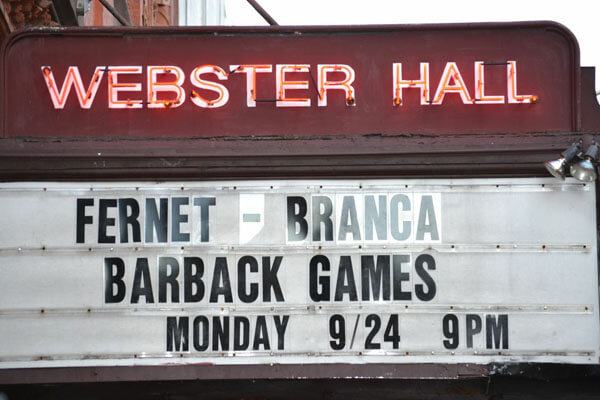 WEBSTER HALL
FERNET - BRANCA
BARBACK GAMES
MONDAY 9/24 9PM